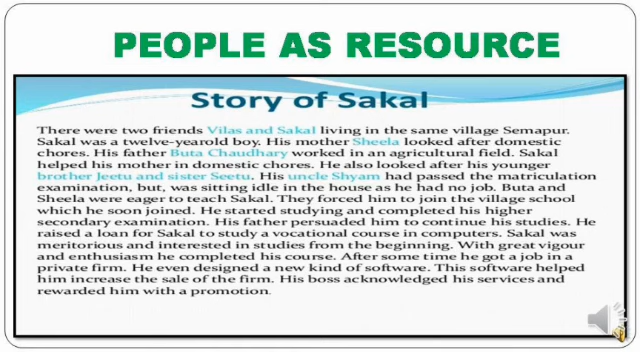 PEOPLE AS RESOURCE
Story of Sakal
There were two friends Vilas and Sakal living in the same village Semapur.
Sakal was a twelve-yearold boy. His mother Sheela looked after domestic
chores. His father Buta Chaudhary worked in an agricultural field. Sakal
helped his mother in domestic chores. He also looked after his younger
brother Jeetu and sister Seetu. His uncle Shyam had passed the matriculation
examination, but, was sitting idle in the house as he had no job. Buta and
Sheela were eager to teach Sakal. They forced him to join the village school
which he soon joined. He started studying and completed his higher
secondary examination. His father persuaded him to continue his studies. He
raised a loan for Sakal to study a vocational course in computers. Sakal was
meritorious and interested in studies from the beginning. With great vigour
and enthusiasm he completed his course. After some time he got a job in a
private firm. He even designed a new kind of software. This software helped
him increase the sale of the firm. His boss acknowledged his services and
rewarded him with a promotion.